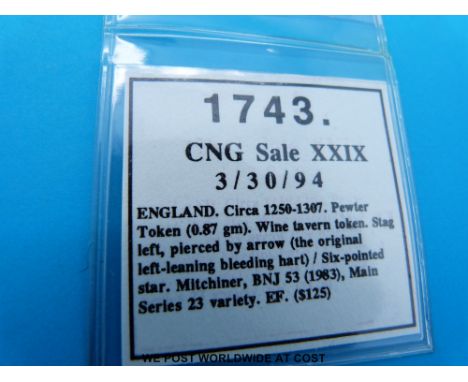 1743.
CNG Sale XXIX
3/30/94
ENGLAND. Circa 1250-1307. Pewter
Token (0.87 gm). Wine tavern token. Stag
left, pierced by arrow (the original
left-leaning bleeding hart) / Six-pointed
star. Mitchiner, BNJ 53 (1983), Main
Series 23 variety. EF. ($125)
WE POST WORLDWIDE AT COST